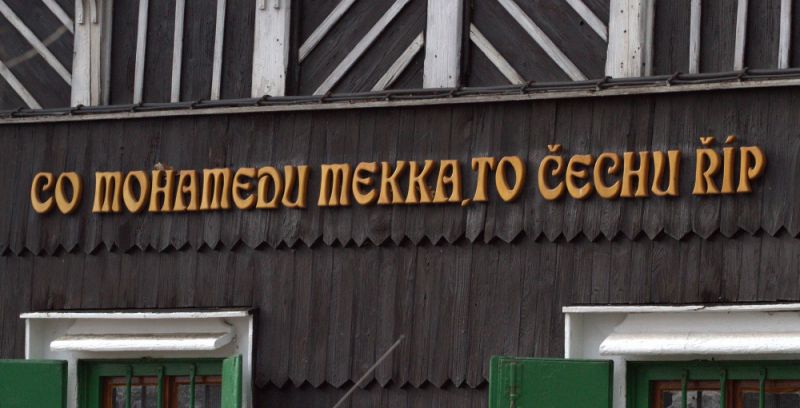 CO MOHAMEDU MEKKA, TO ČECHU ŘÍP